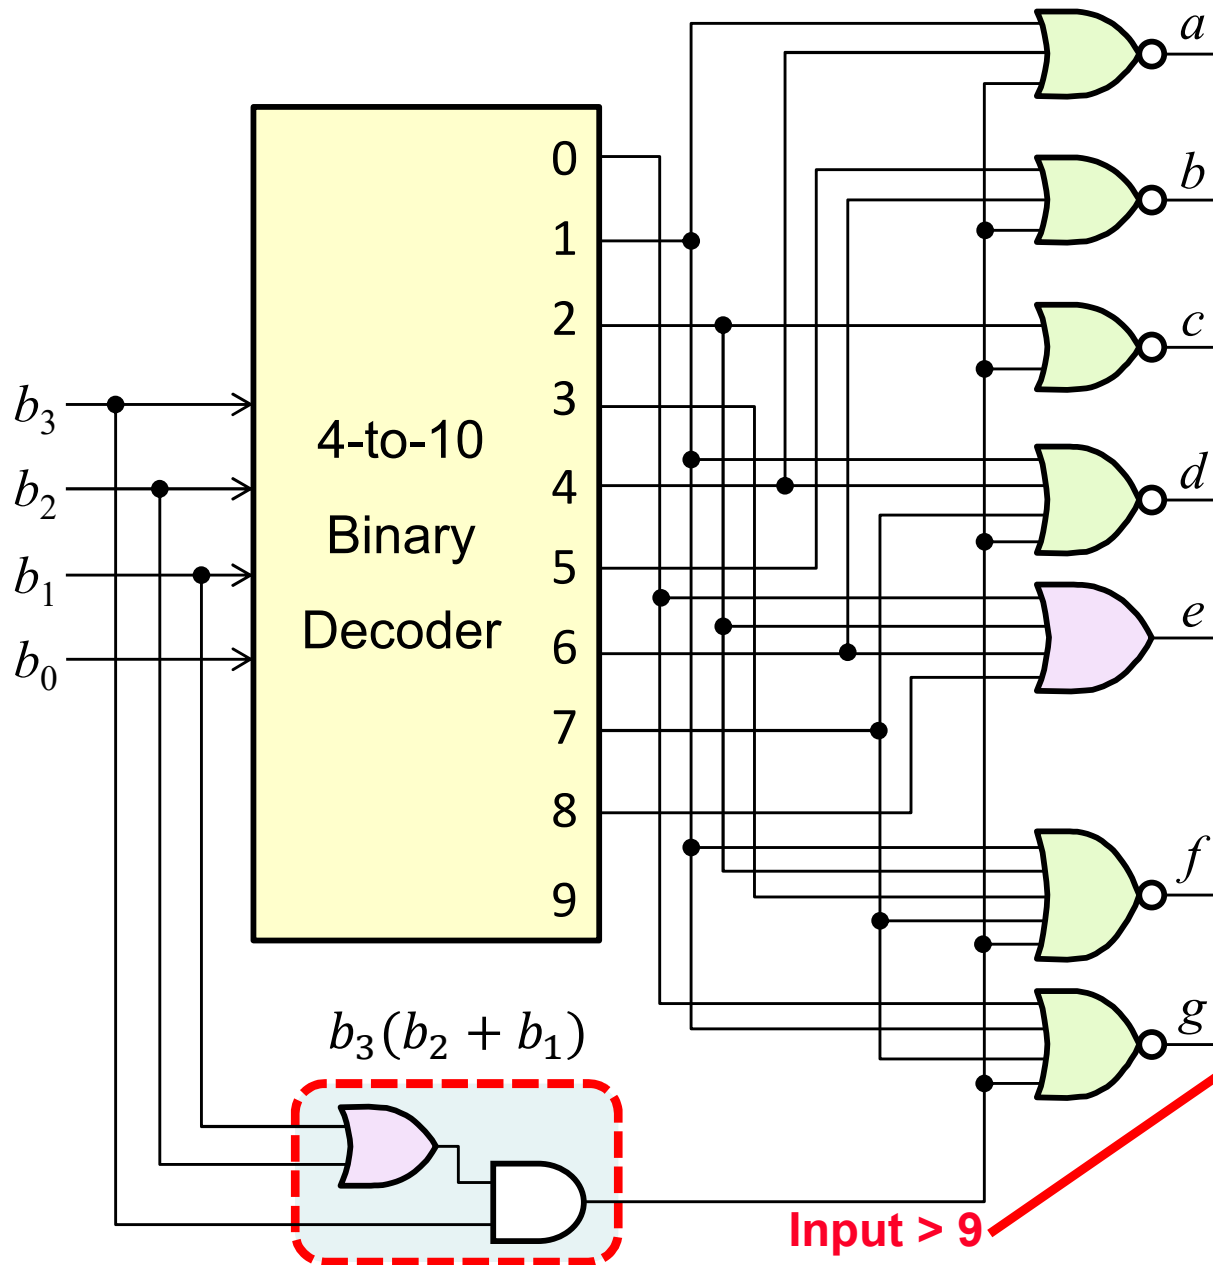 a
0
b
1
2
c
3
b₃
4-to-10
4
d
b₂
Binary
5
b₁
e
Decoder
6
b₀
7
8
f
9
g
b₃(b₂ + b₁)
Input > 9